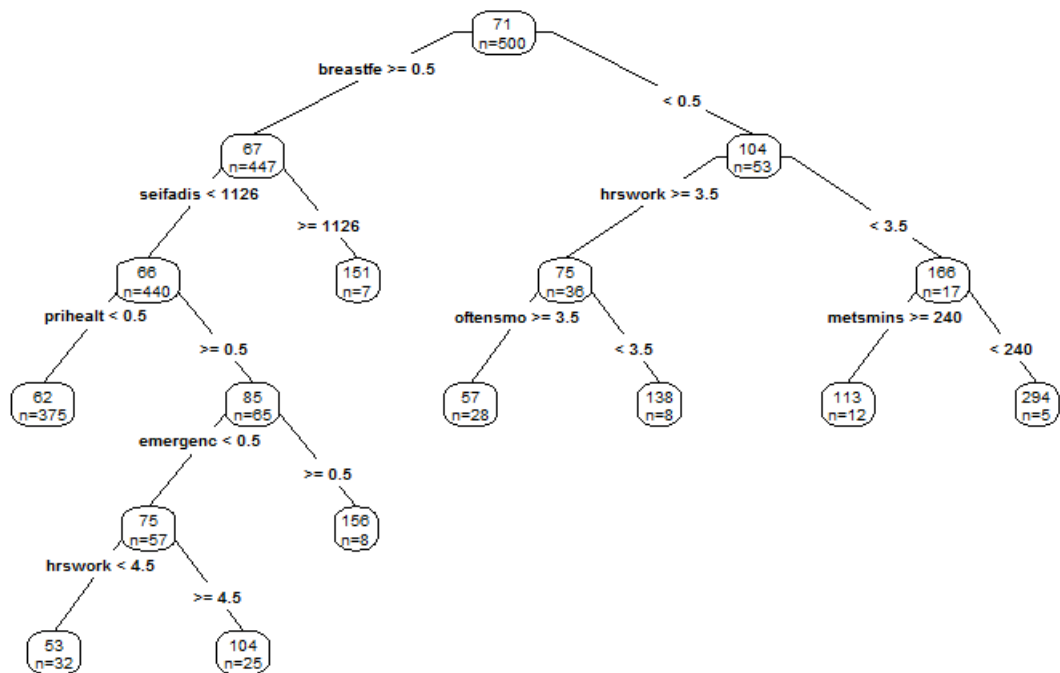 71
n=500
breastfe >= 0.5
< 0.5
67
n=447
104
n=53
seifadis < 1126
>= 1126
hrswork >= 3.5
< 3.5
66
n=440
151
n=7
75
n=36
166
n=17
prihealt < 0.5
>= 0.5
oftensmo >= 3.5
< 3.5
metsmins >= 240
< 240
62
n=375
85
n=65
57
n=28
138
n=8
113
n=12
294
n=5
emergenc < 0.5
>= 0.5
75
n=57
156
n=8
hrswork < 4.5
>= 4.5
53
n=32
104
n=25